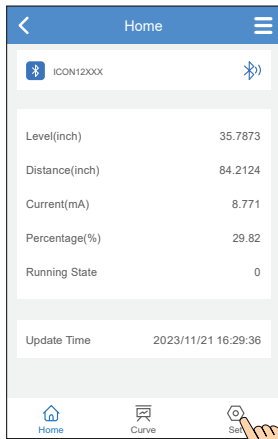 Home
ICON12XXX
Level(inch) 35.7873
Distance(inch) 84.2124
Current(mA) 8.771
Percentage(%) 29.82
Running State 0
Update Time 2023/11/21 16:29:36
Home Curve Set